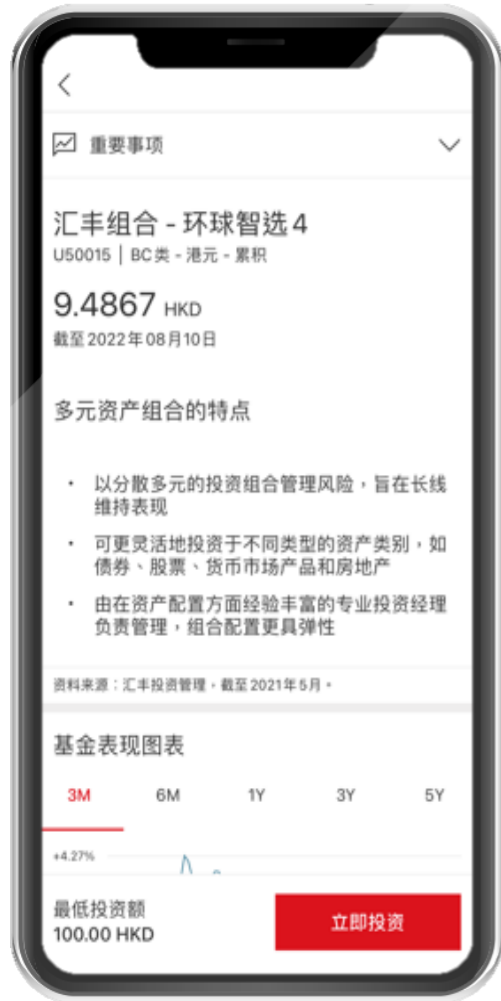 重要事项
汇丰组合 - 环球智选 4
U50015 | BC 类 - 港元 - 累积
9.4867 HKD
截至 2022 年 08 月 10 日
多元资产组合的特点
• 以分散多元的投资组合管理风险，旨在长线
维持表现
• 可更灵活地投资于不同类型的资产类别，如
债券、股票、货币市场产品和房地产
• 由在资产配置方面经验丰富的专业投资经理
负责管理，组合配置更具弹性
资料来源：汇丰投资管理，截至 2021 年 5 月。
基金表现图表
3M 6M 1Y 3Y 5Y
+4.27%
最低投资额
100.00 HKD
立即投资